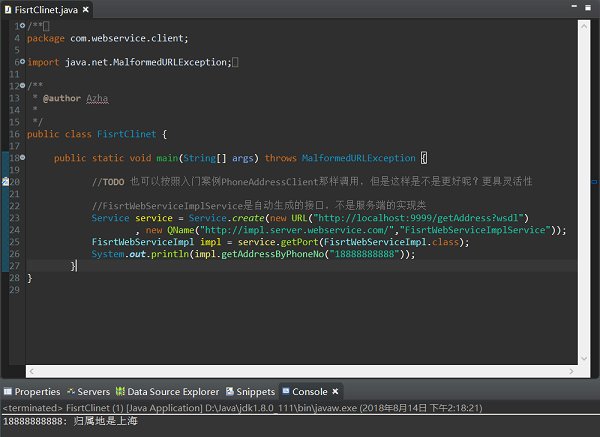 FisrtClinet.java
1 /**
4 package com.webservice.client;
5
6 import java.net.MalformedURLException;
11
12 /**
13 * @author Azha
14 *
15 */
16 public class FisrtClinet {
17
18 public static void main(String[] args) throws MalformedURLException {
19
20 //TODO 也可以按照入门案例PhoneAddressClient那样调用，但是这样是不是更好呢？更具灵活性
21
22 //FisrtWebServiceImplService是自动生成的接口，不是服务端的实现类
23 Service service = Service.create(new URL("http://localhost:9999/getAddress?wsdl")
24 , new QName("http://impl.server.webservice.com/","FisrtWebServiceImplService"));
25 FisrtWebServiceImpl impl = service.getPort(FisrtWebServiceImpl.class);
26 System.out.println(impl.getAddressByPhoneNo("18888888888"));
27 }
28 }
29
Properties Servers Data Source Explorer Snippets Console
<terminated> FisrtClinet (1) [Java Application] D:\Java\jdk1.8.0_111\bin\javaw.exe (2018年8月14日 下午2:18:21)
18888888888: 归属地是上海